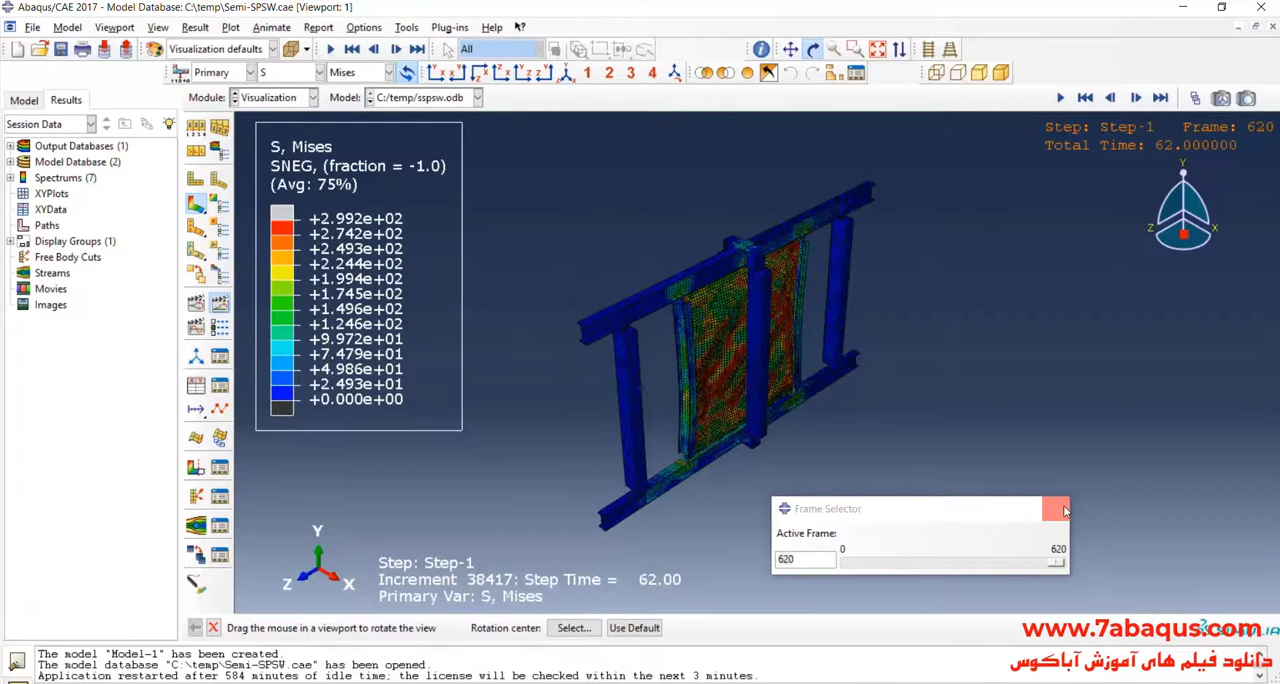 Abaqus/CAE 2017 - Model Database: C:\temp\Semi-SPSW.cae [Viewport: 1]
File Model Viewport View Result Plot Animate Report Options Tools Plug-ins Help
Visualization defaults All
Primary S Mises 1 2 3 4
Model Results Module: Visualization Model: C:/temp/sspsw.odb
Session Data
Output Databases (1)
Model Database (2)
Spectrums (7)
XYPlots
XYData
Paths
Display Groups (1)
Free Body Cuts
Streams
Movies
Images
S, Mises
SNEG, (fraction = -1.0)
(Avg: 75%)
+2.992e+02
+2.742e+02
+2.493e+02
+2.244e+02
+1.994e+02
+1.745e+02
+1.496e+02
+1.246e+02
+9.972e+01
+7.479e+01
+4.986e+01
+2.493e+01
+0.000e+00
Step: Step-1 Frame: 620
Total Time: 62.000000
Y
Z X
Frame Selector
Active Frame:
0 620
620
Y
Z X
Step: Step-1
Increment 38417: Step Time = 62.00
Primary Var: S, Mises
Drag the mouse in a viewport to rotate the view Rotation center: Select... Use Default
www.7abaqus.com
دانلود فیلم های آموزش آباکوس
The model "Model-1" has been created.
The model database "C:\temp\Semi-SPSW.cae" has been opened.
Application restarted after 584 minutes of idle time; the license will be checked within the next 3 minutes.